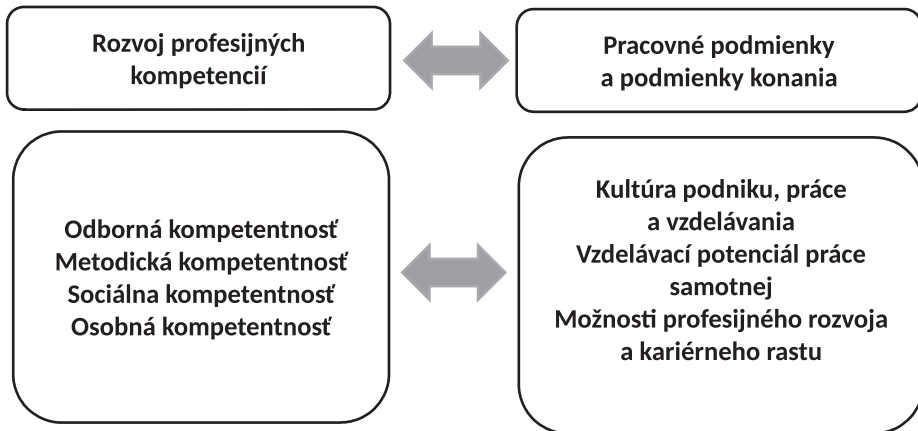 Rozvoj profesijných
kompetencií
Pracovné podmienky
a podmienky konania
Odborná kompetentnosť
Metodická kompetentnosť
Sociálna kompetentnosť
Osobná kompetentnosť
Kultúra podniku, práce
a vzdelávania
Vzdelávací potenciál práce
samotnej
Možnosti profesijného rozvoja
a kariérneho rastu